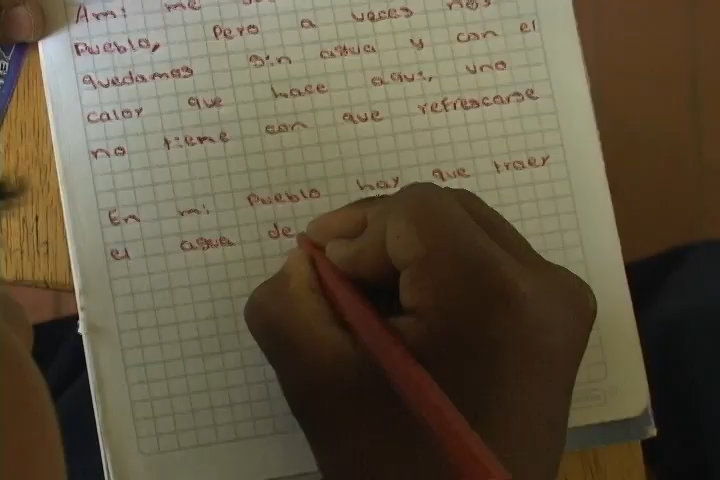 Ami me
Pueblo, Pero a veces nos
quedamos sin agua y con el
calor que hace aqui, uno
no tiene con que refrescarse
En mi Pueblo hay que traer
el agua de